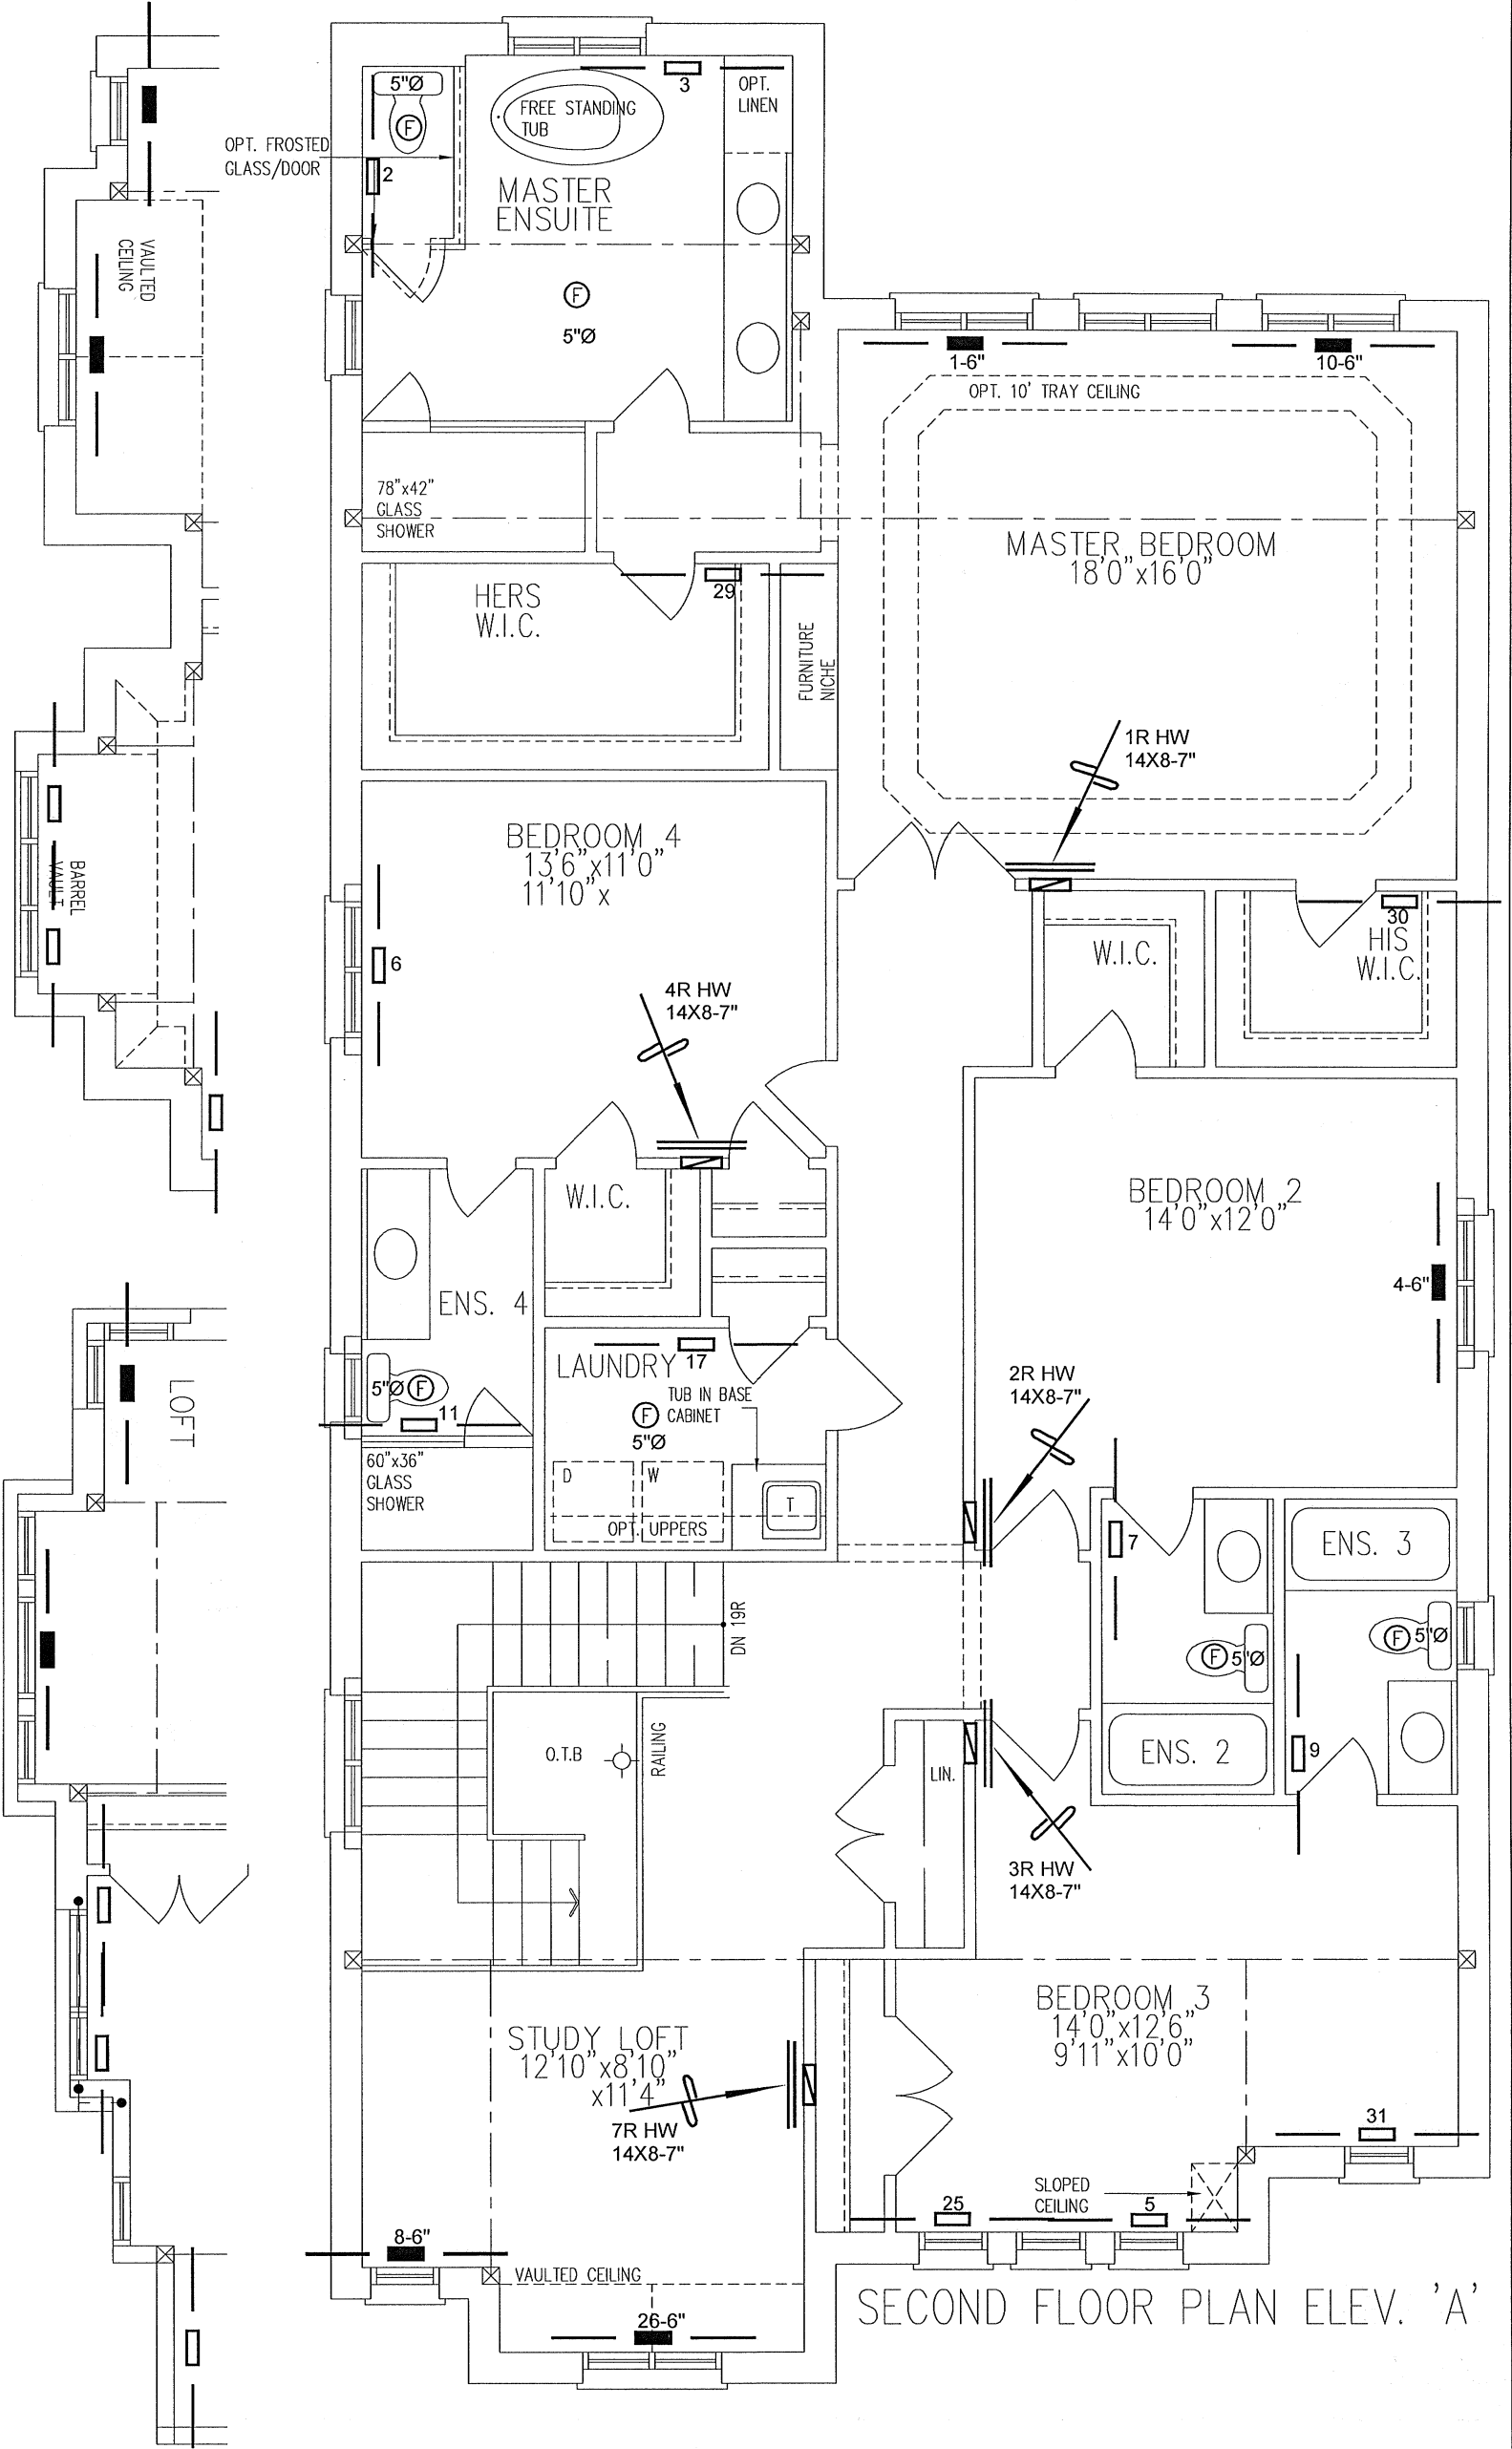 5"Ø
F
2
OPT. FROSTED
GLASS/DOOR
FREE STANDING
TUB
3
OPT.
LINEN
MASTER
ENSUITE
F
5"Ø
VAULTED
CEILING
1-6"
10-6"
OPT. 10' TRAY CEILING
78"x42"
GLASS
SHOWER
MASTER BEDROOM
18'0"x16'0"
HERS
W.I.C.
29
FURNITURE
NICHE
1R HW
14X8-7"
BARREL
VAULT
BEDROOM 4
13'6"x11'0"
11'10"x
6
4R HW
14X8-7"
W.I.C.
30
HIS
W.I.C.
W.I.C.
BEDROOM 2
14'0"x12'0"
4-6"
ENS. 4
5"Ø
F
11
LAUNDRY
17
TUB IN BASE
CABINET
F
5"Ø
2R HW
14X8-7"
LOFT
60"x36"
GLASS
SHOWER
D
W
T
OPT. UPPERS
7
ENS. 3
DN 19R
F
5"Ø
F
5"Ø
O.T.B
RAILING
LIN.
ENS. 2
9
3R HW
14X8-7"
STUDY LOFT
12'10"x8'10"
x11'4"
7R HW
14X8-7"
BEDROOM 3
14'0"x12'6"
9'11"x10'0"
31
SLOPED
CEILING
25
5
8-6"
VAULTED CEILING
26-6"
SECOND FLOOR PLAN ELEV. 'A'